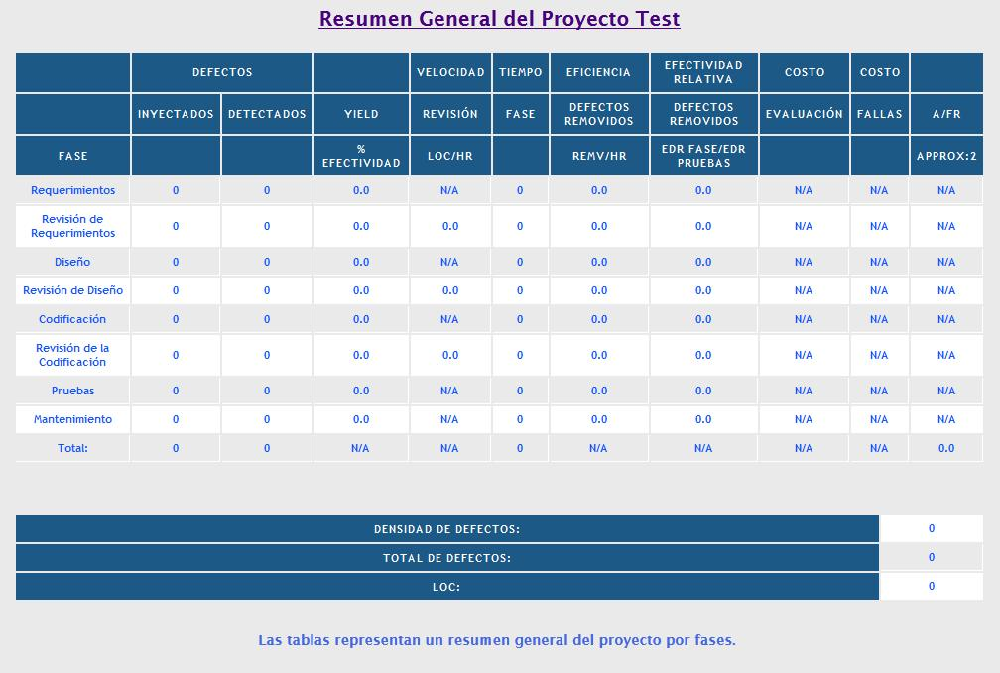 Resumen General del Proyecto Test
DEFECTOS VELOCIDAD TIEMPO EFICIENCIA EFECTIVIDAD RELATIVA COSTO COSTO
INYECTADOS DETECTADOS YIELD REVISIÓN FASE DEFECTOS REMOVIDOS DEFECTOS REMOVIDOS EVALUACIÓN FALLAS A/FR
FASE % EFECTIVIDAD LOC/HR REMV/HR EDR FASE/EDR PRUEBAS APPROX:2
Requerimientos 0 0 0.0 N/A 0 0.0 0.0 N/A N/A N/A
Revisión de Requerimientos 0 0 0.0 0.0 0 0.0 0.0 N/A N/A N/A
Diseño 0 0 0.0 N/A 0 0.0 0.0 N/A N/A N/A
Revisión de Diseño 0 0 0.0 0.0 0 0.0 0.0 N/A N/A N/A
Codificación 0 0 0.0 N/A 0 0.0 0.0 N/A N/A N/A
Revisión de la Codificación 0 0 0.0 0.0 0 0.0 0.0 N/A N/A N/A
Pruebas 0 0 0.0 N/A 0 0.0 0.0 N/A N/A N/A
Mantenimiento 0 0 0.0 N/A 0 0.0 0.0 N/A N/A N/A
Total: 0 0 N/A N/A 0 N/A N/A N/A N/A 0.0
DENSIDAD DE DEFECTOS: 0
TOTAL DE DEFECTOS: 0
LOC: 0
Las tablas representan un resumen general del proyecto por fases.